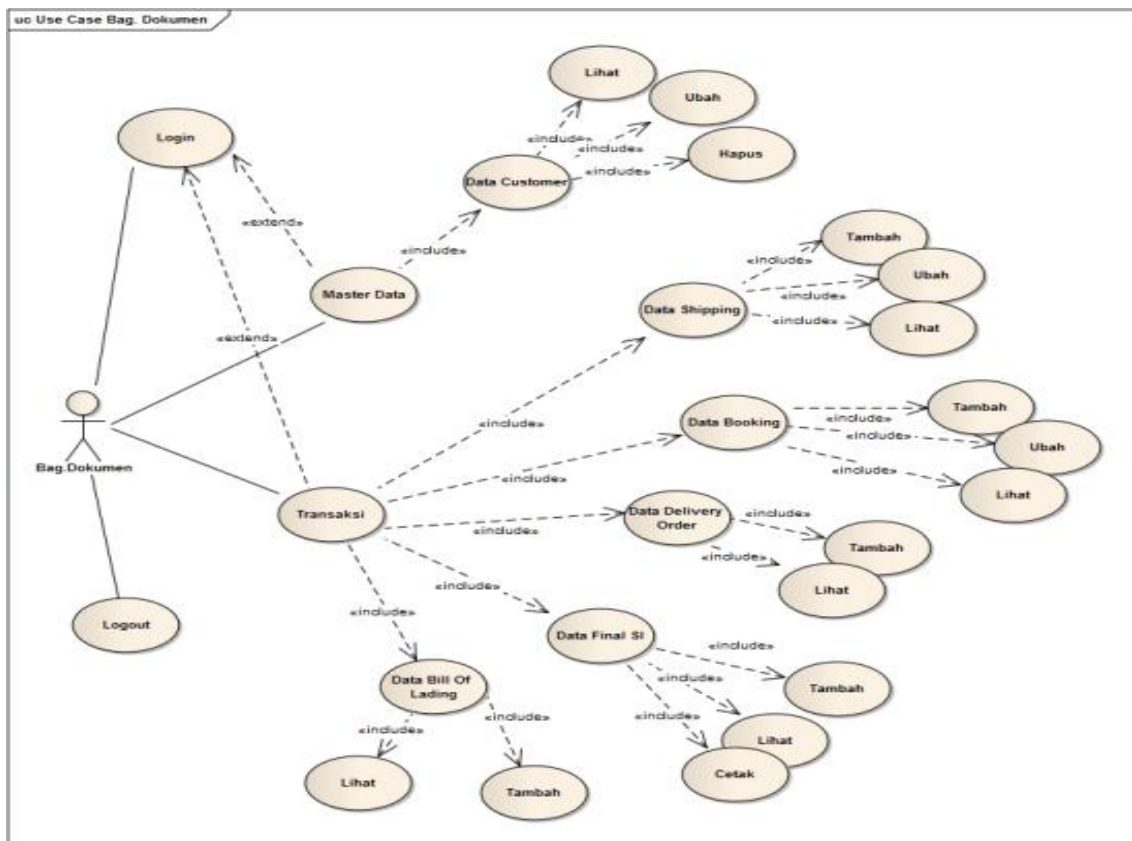 uc Use Case Bag. Dokumen
Lihat
Ubah
Login
«include»
«include»
Hapus
Data Customer
«include»
«extend»
«include»
Tambah
«include»
Ubah
Master Data
«include»
Data Shipping
«include»
Lihat
«extend»
Data Booking
«include»
Tambah
«include»
«include»
Ubah
Bag.Dokumen
«include»
«include»
Lihat
Transaksi
«include»
Data Delivery
Order
«include»
Tambah
«include»
Lihat
«include»
«include»
Logout
Data Final SI
«include»
Data Bill Of
Lading
Tambah
«include»
«include»
«include»
«include»
Lihat
Cetak
Lihat
Tambah